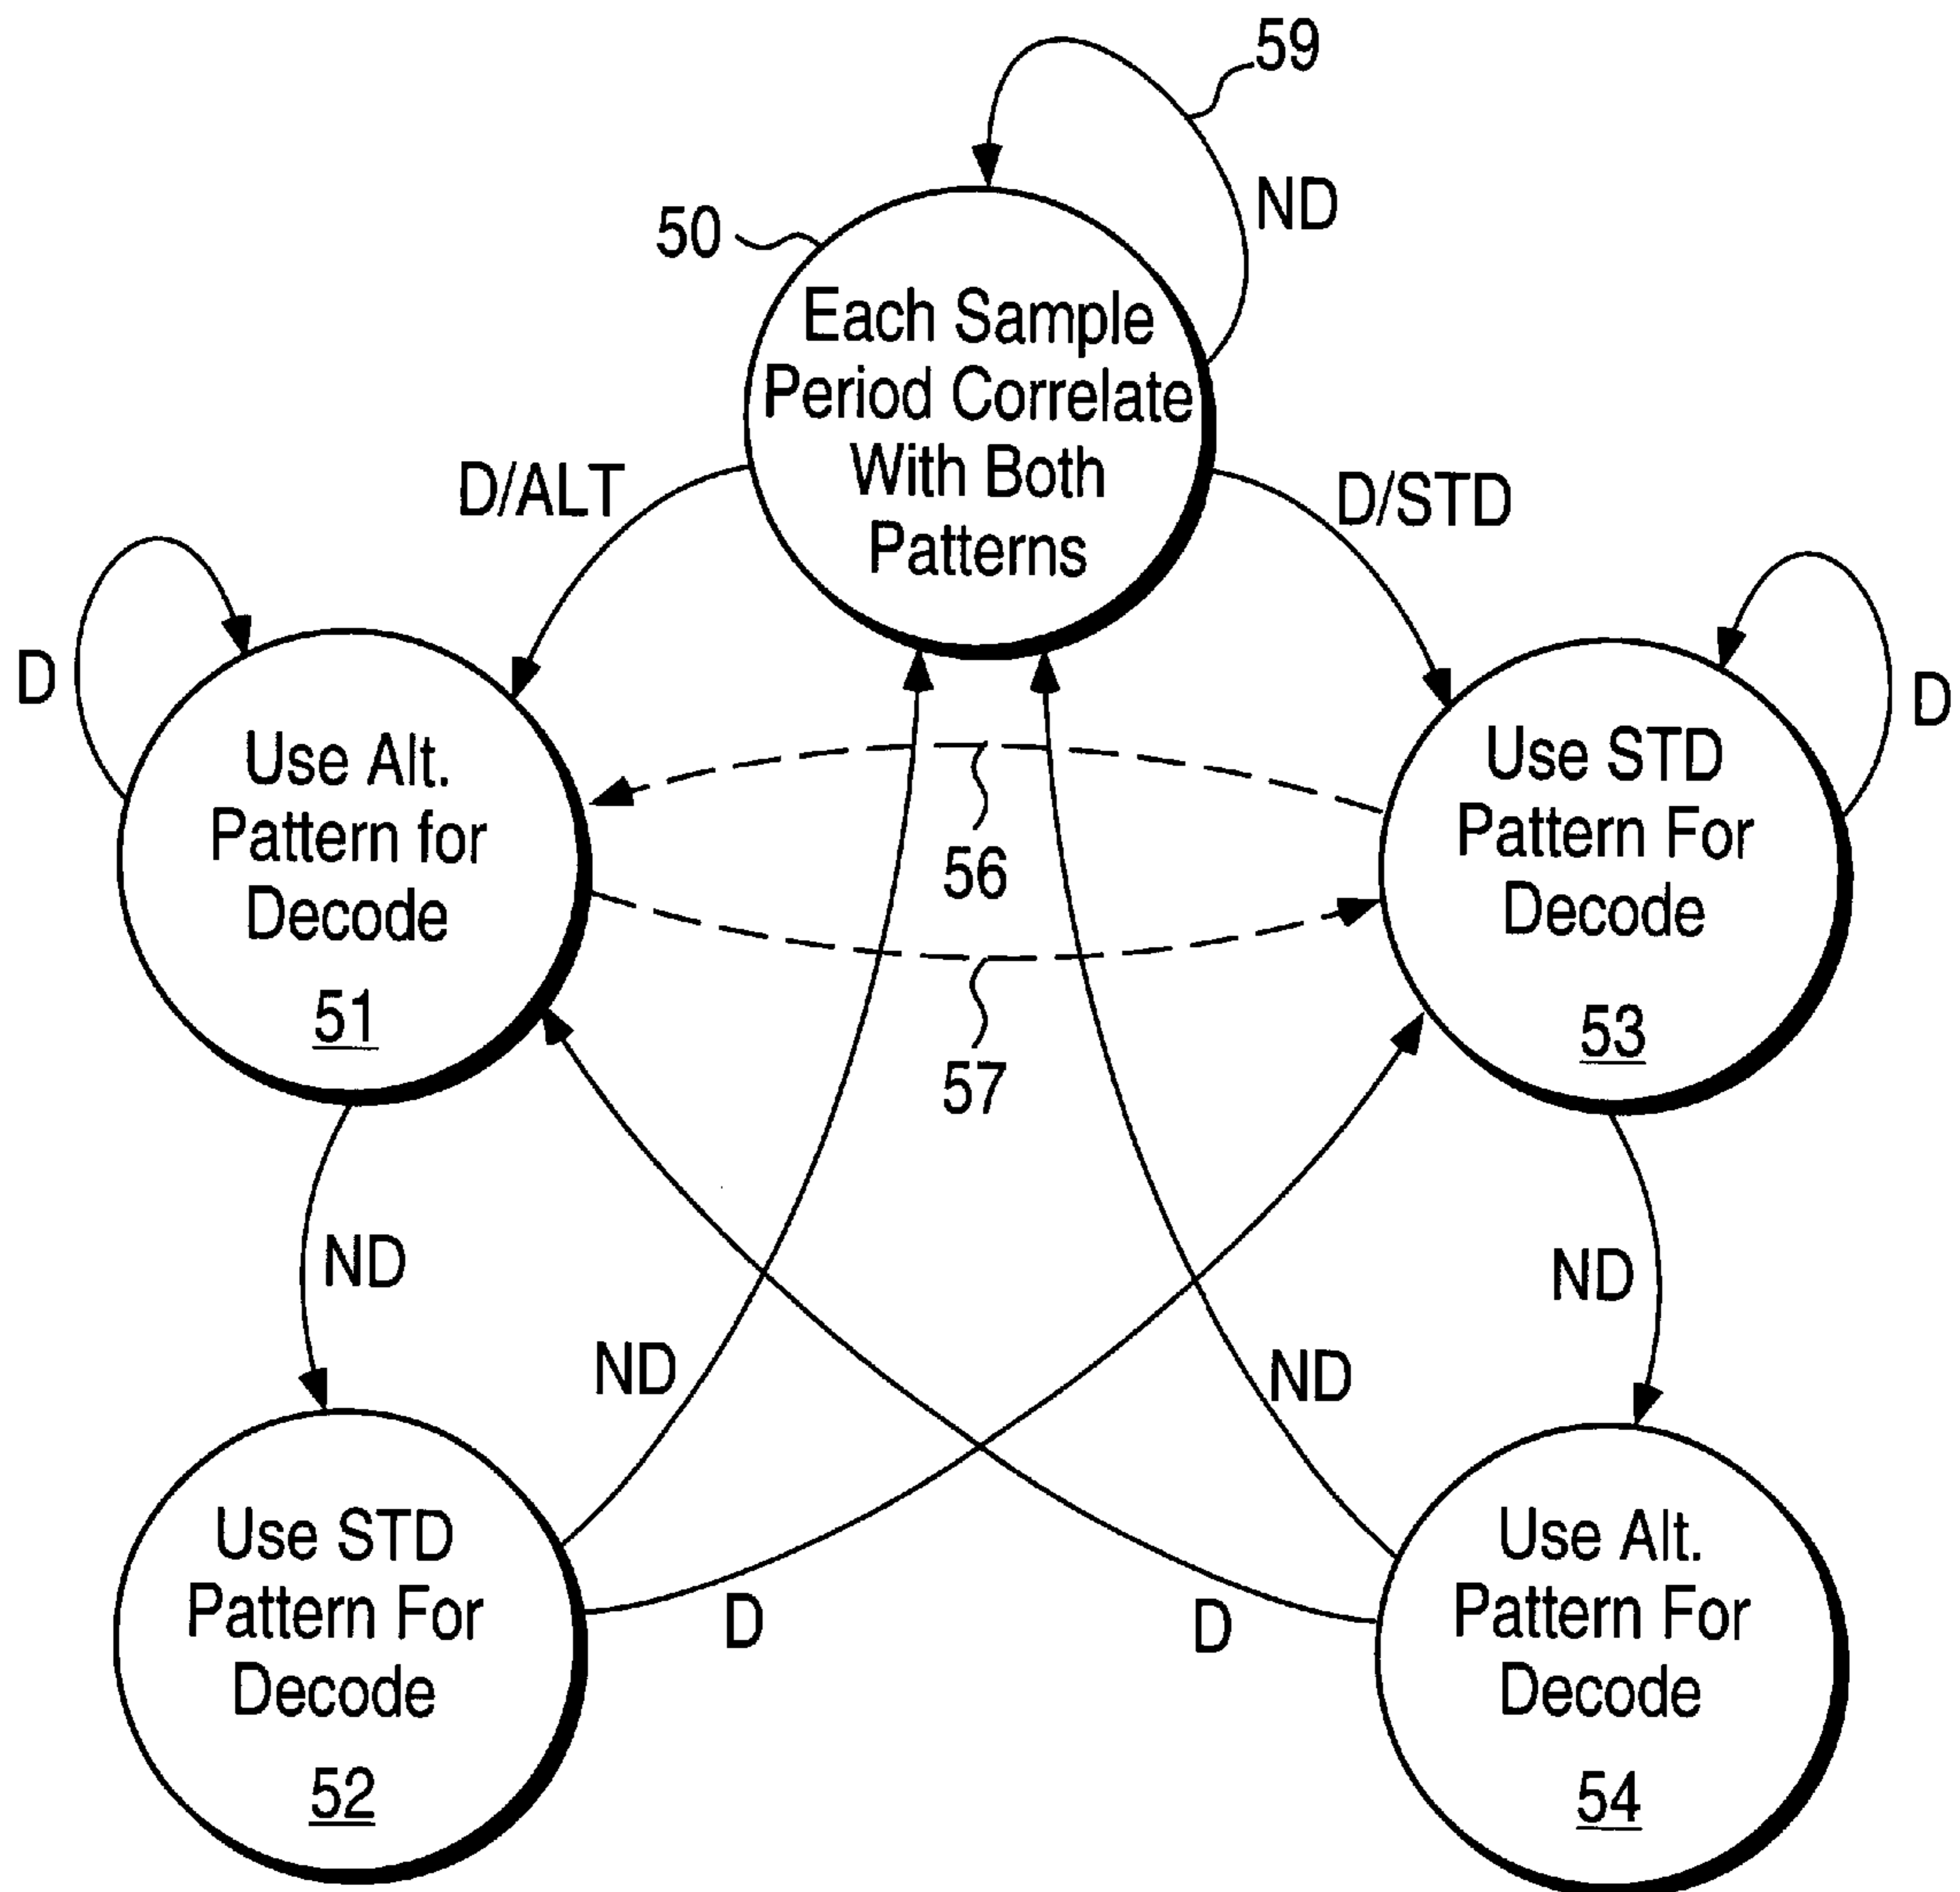 59
ND
50
Each Sample
Period Correlate
With Both
Patterns
D/ALT
D/STD
D
D
Use Alt.
Pattern for
Decode
51
Use STD
Pattern For
Decode
53
56
57
ND
ND
ND
ND
Use STD
Pattern For
Decode
52
D
D
Use Alt.
Pattern For
Decode
54